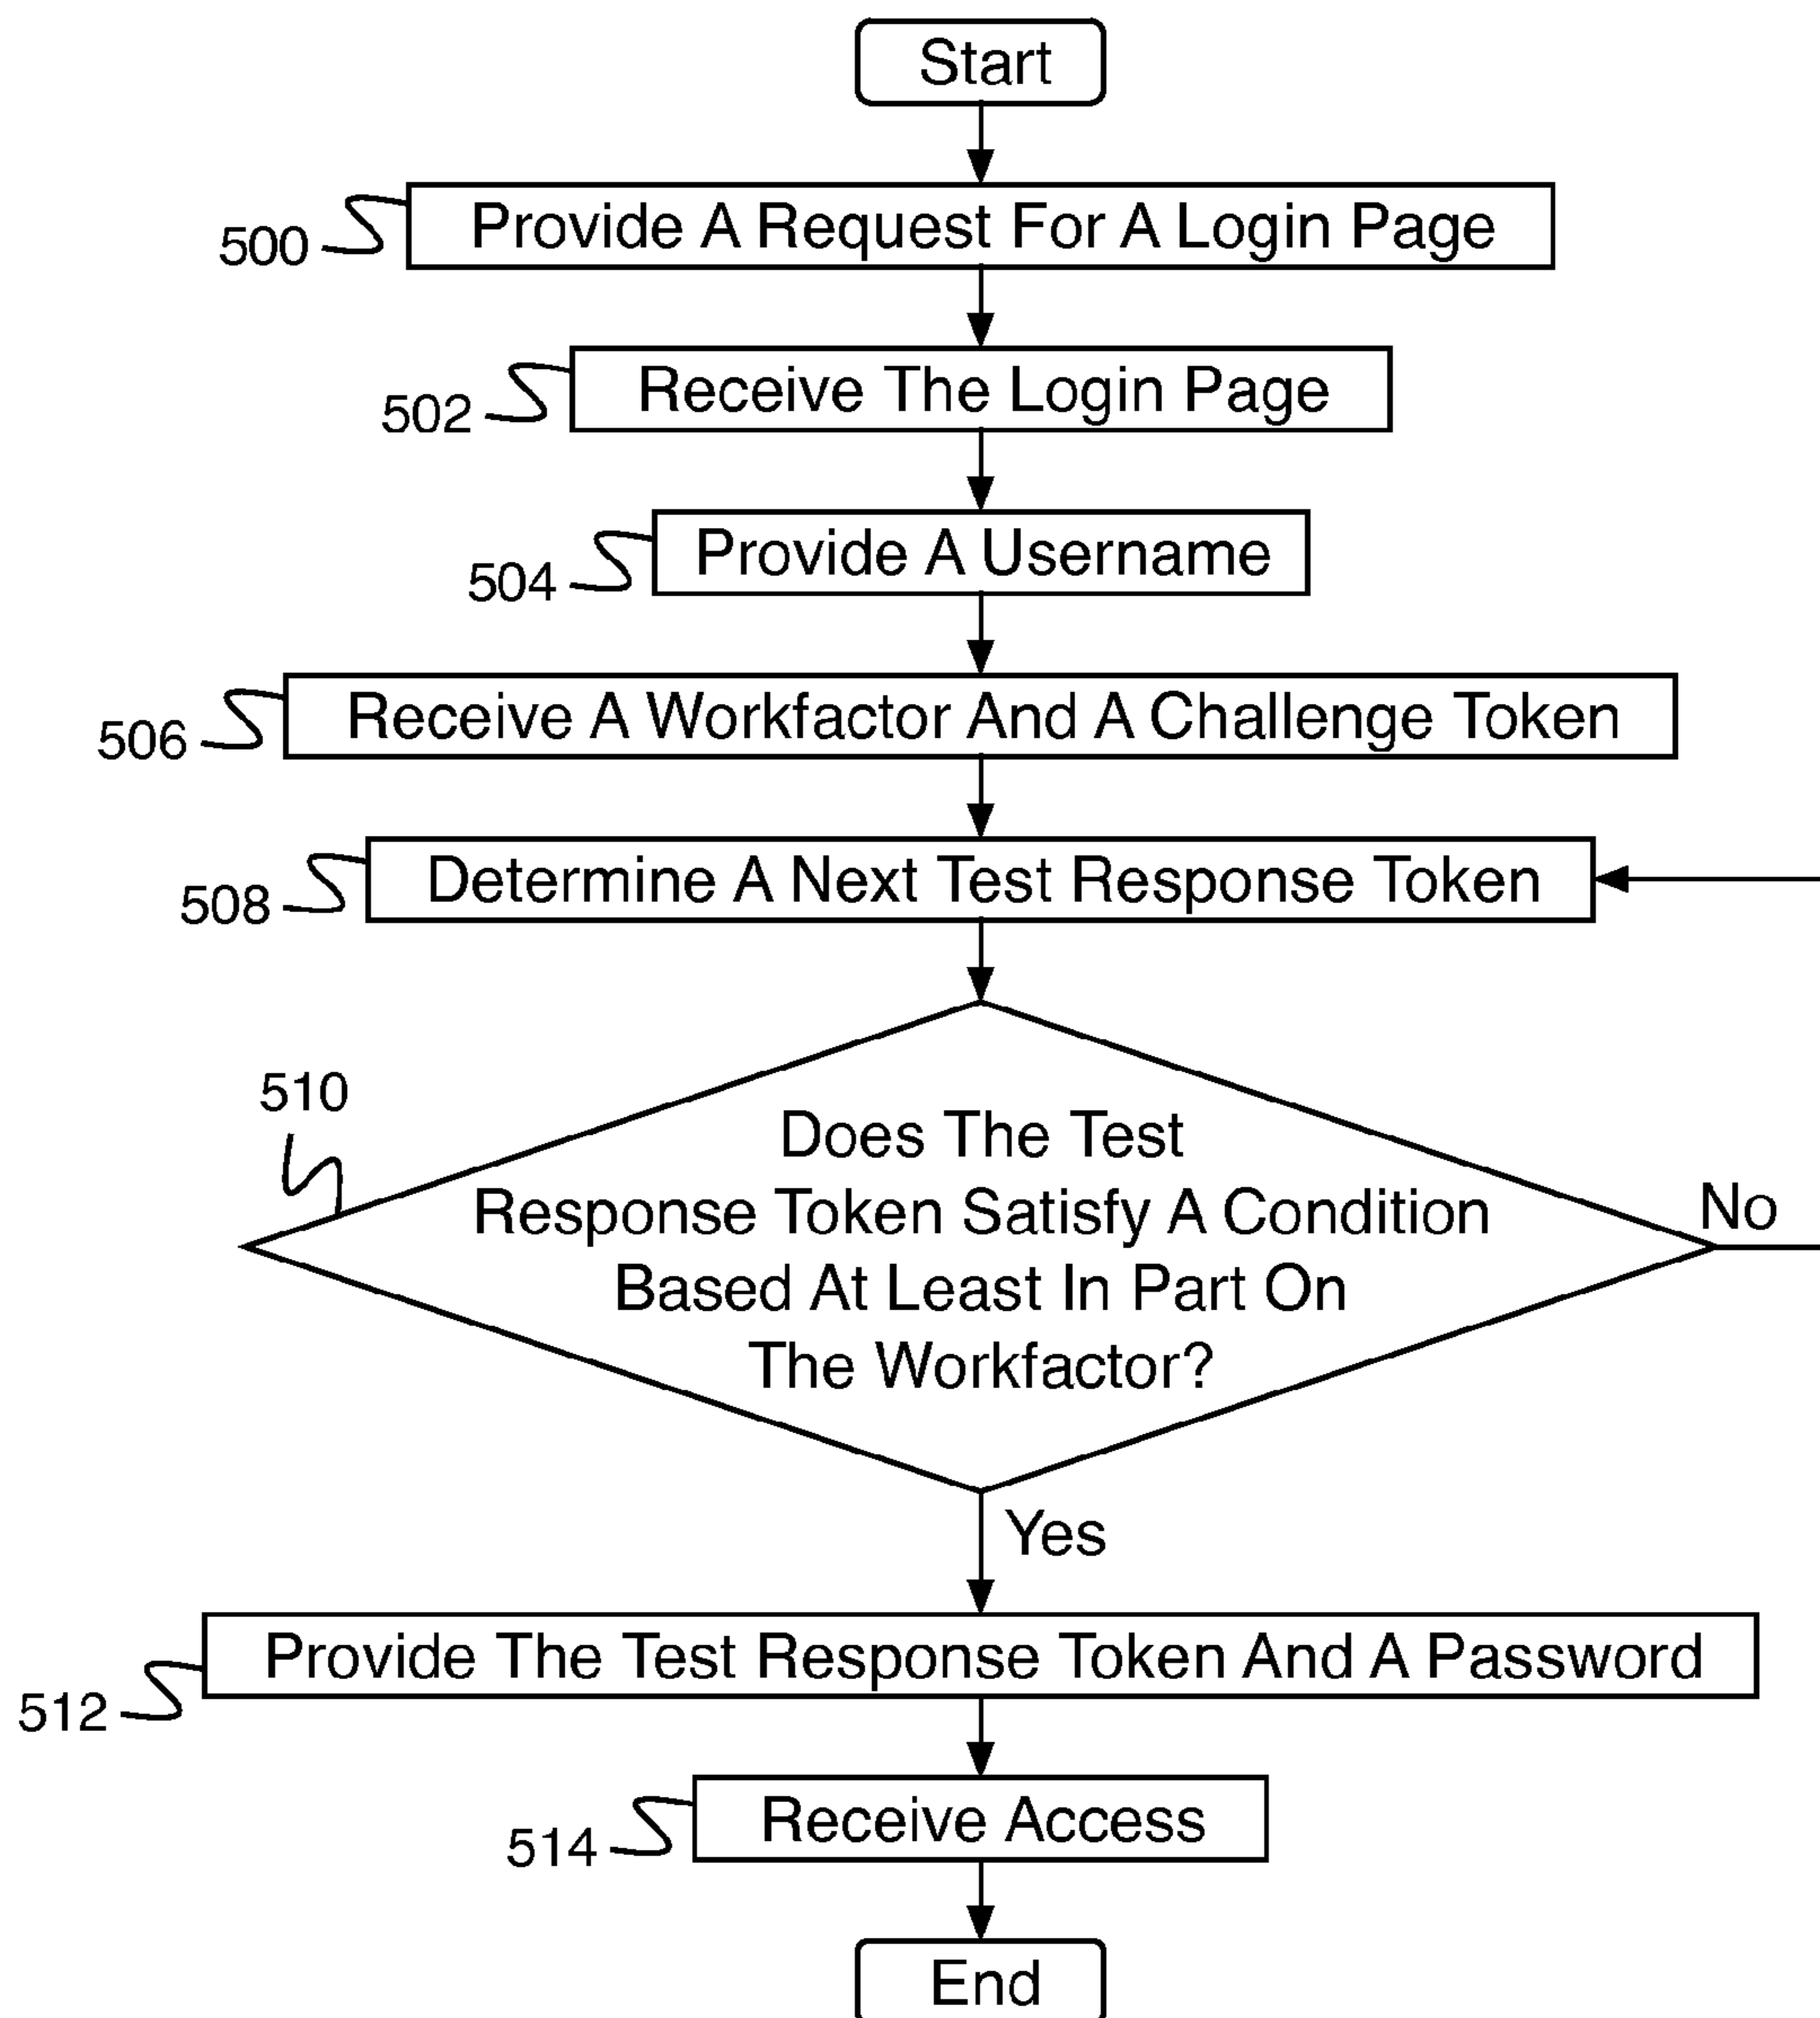 Start
500
Provide A Request For A Login Page
502
Receive The Login Page
504
Provide A Username
506
Receive A Workfactor And A Challenge Token
508
Determine A Next Test Response Token
510
Does The Test
Response Token Satisfy A Condition
Based At Least In Part On
The Workfactor?
No
Yes
512
Provide The Test Response Token And A Password
514
Receive Access
End